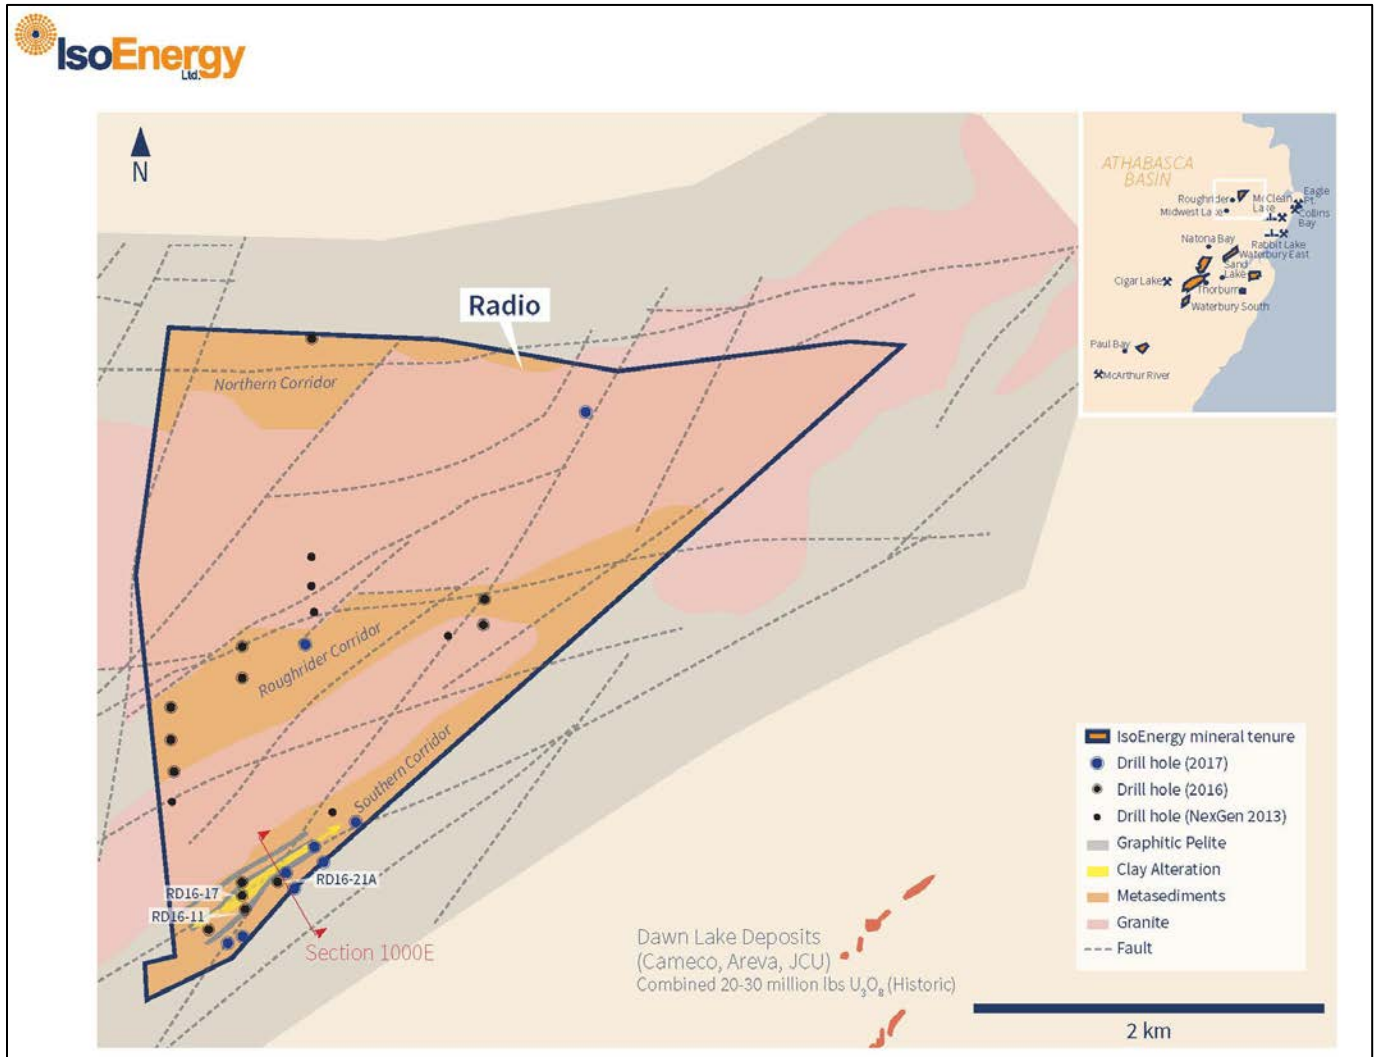 IsoEnergy
Ltd.
N
Radio
Northern Corridor
Roughrider Corridor
Southern Corridor
RD16-17
RD16-11
RD16-21A
Section 1000E
Dawn Lake Deposits
(Cameco, Areva, JCU)
Combined 20-30 million lbs U₃O₈ (Historic)
ATHABASCA
BASIN
Roughrider
Midwest Lake
McClean
Lake
Eagle
Pt.
Collins
Bay
Rabbit Lake
Natona Bay
Waterbury East
Sand
Lake
Cigar Lake
Thorburn
Waterbury South
Paul Bay
McArthur River
IsoEnergy mineral tenure
Drill hole (2017)
Drill hole (2016)
Drill hole (NexGen 2013)
Graphitic Pelite
Clay Alteration
Metasediments
Granite
Fault
2 km